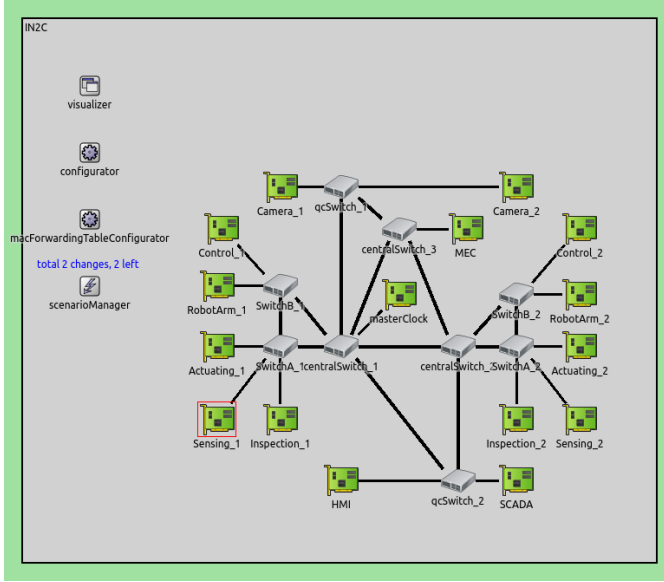 IN2C
visualizer
configurator
Camera_1
qcSwitch_1
Camera_2
macForwardingTableConfigurator
Control_1
centralSwitch_3
MEC
Control_2
total 2 changes, 2 left
scenarioManager
RobotArm_1
SwitchB_1
masterClock
SwitchB_2
RobotArm_2
Actuating_1
SwitchA_1
centralSwitch_1
centralSwitch_2
SwitchA_2
Actuating_2
Sensing_1
Inspection_1
Inspection_2
Sensing_2
HMI
qcSwitch_2
SCADA